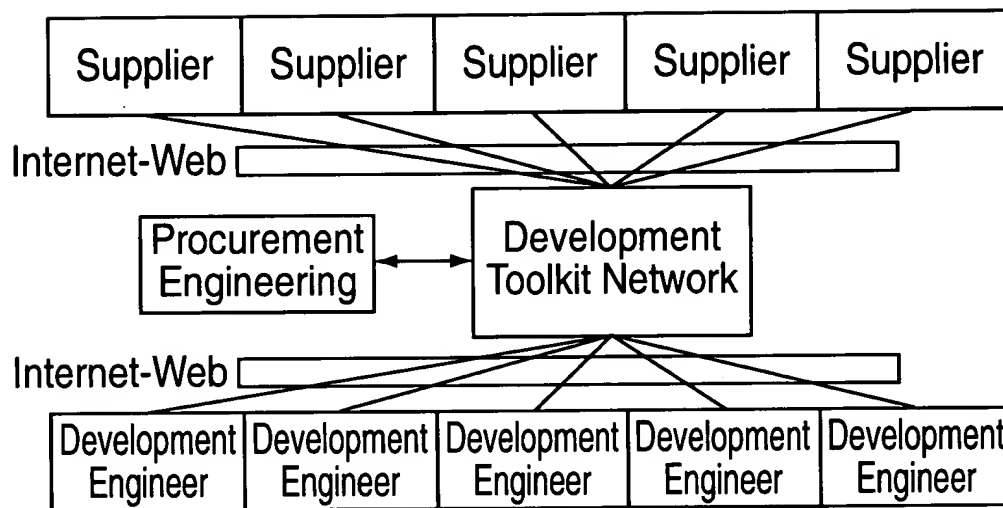 Supplier Supplier Supplier Supplier Supplier
Internet-Web
Procurement
Engineering
Development
Toolkit Network
Internet-Web
Development
Engineer
Development
Engineer
Development
Engineer
Development
Engineer
Development
Engineer